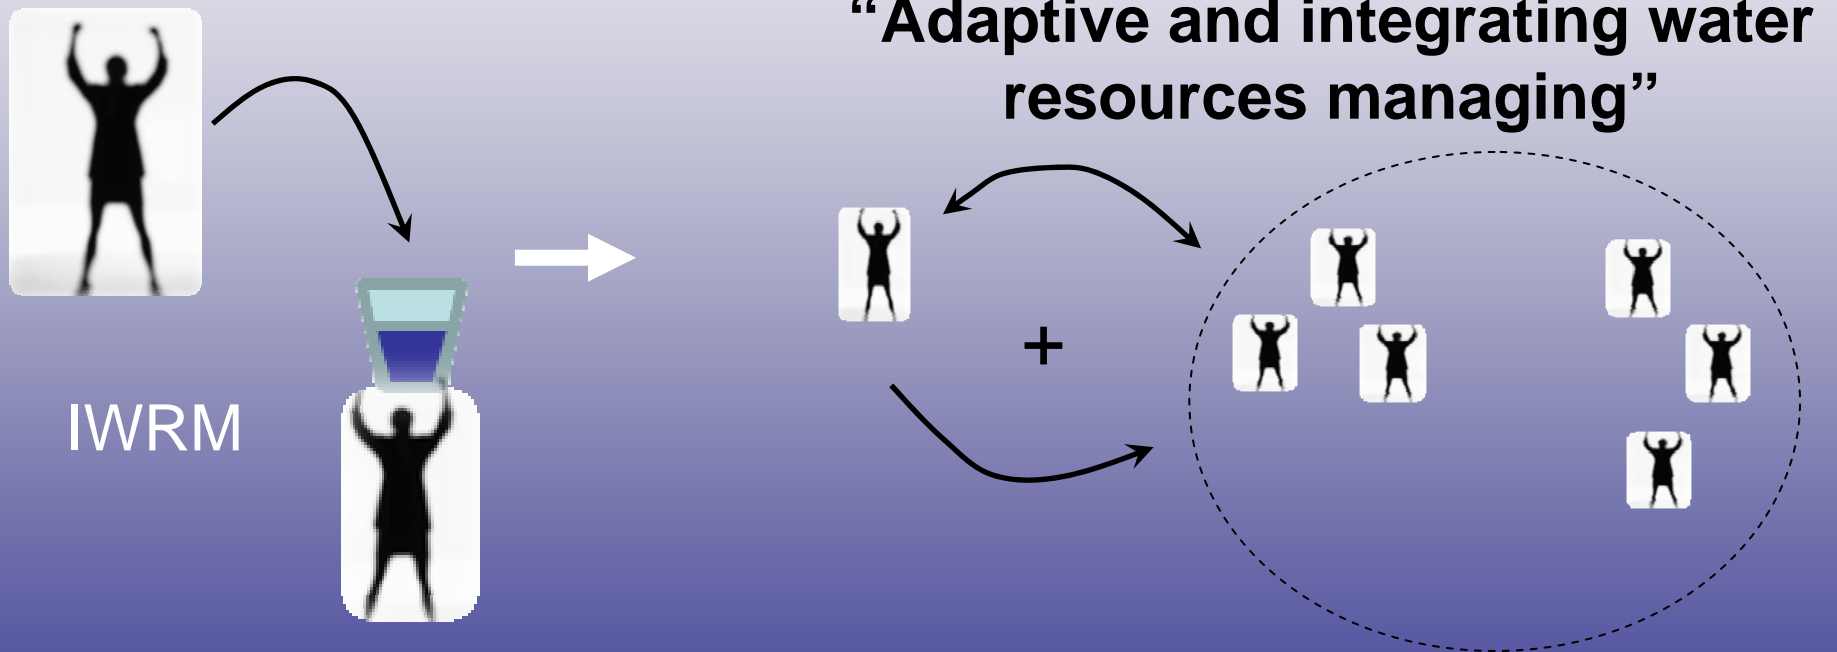 “Adaptive and integrating water
resources managing”
+
IWRM